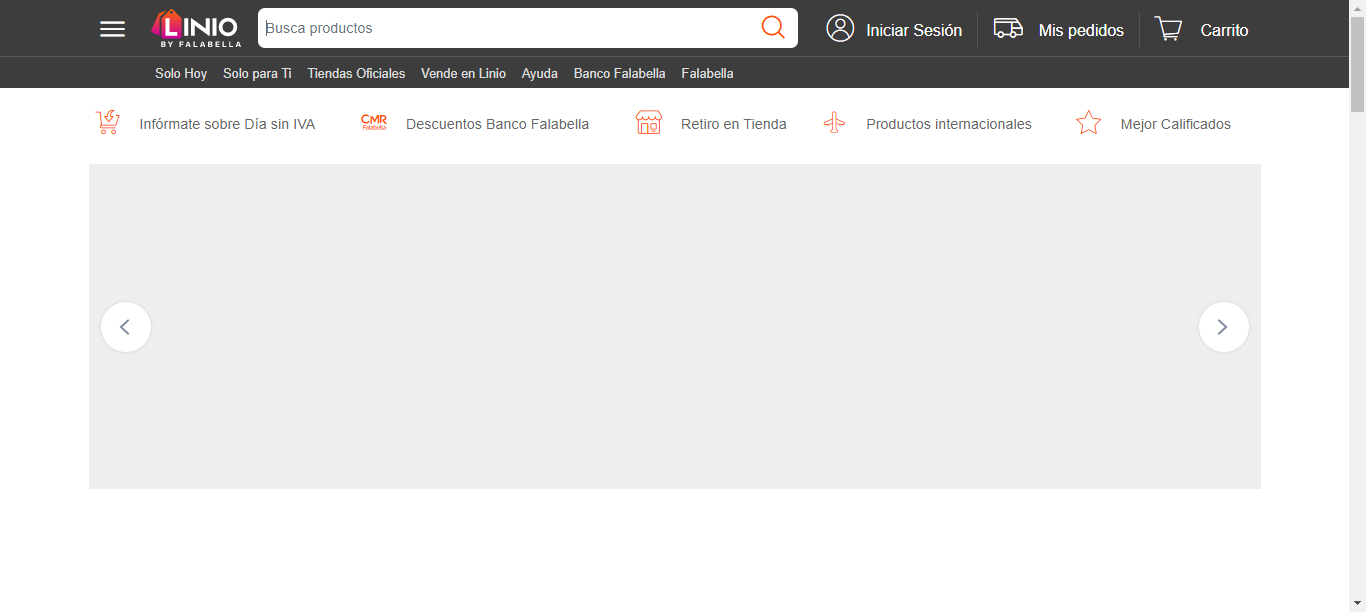 LINIO
BY FALABELLA
Busca productos
Iniciar Sesión
Mis pedidos
Carrito
Solo Hoy
Solo para Ti
Tiendas Oficiales
Vende en Linio
Ayuda
Banco Falabella
Falabella
Infórmate sobre Día sin IVA
CMR
Falabella
Descuentos Banco Falabella
Retiro en Tienda
Productos internacionales
Mejor Calificados